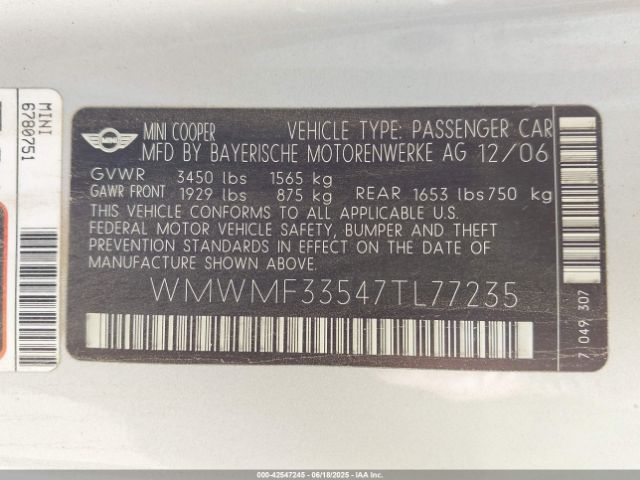 MINI
6780751
MINI
MINI COOPER VEHICLE TYPE: PASSENGER CAR
MFD BY BAYERISCHE MOTORENWERKE AG 12/06
GVWR 3450 lbs 1565 kg
GAWR FRONT 1929 lbs 875 kg REAR 1653 lbs 750 kg
THIS VEHICLE CONFORMS TO ALL APPLICABLE U.S.
FEDERAL MOTOR VEHICLE SAFETY, BUMPER AND THEFT
PREVENTION STANDARDS IN EFFECT ON THE DATE OF
MANUFACTURE SHOWN ABOVE.
WMWMF33547TL77235
7 049 307
000-42547245 - 06/18/2025 - IAA Inc.